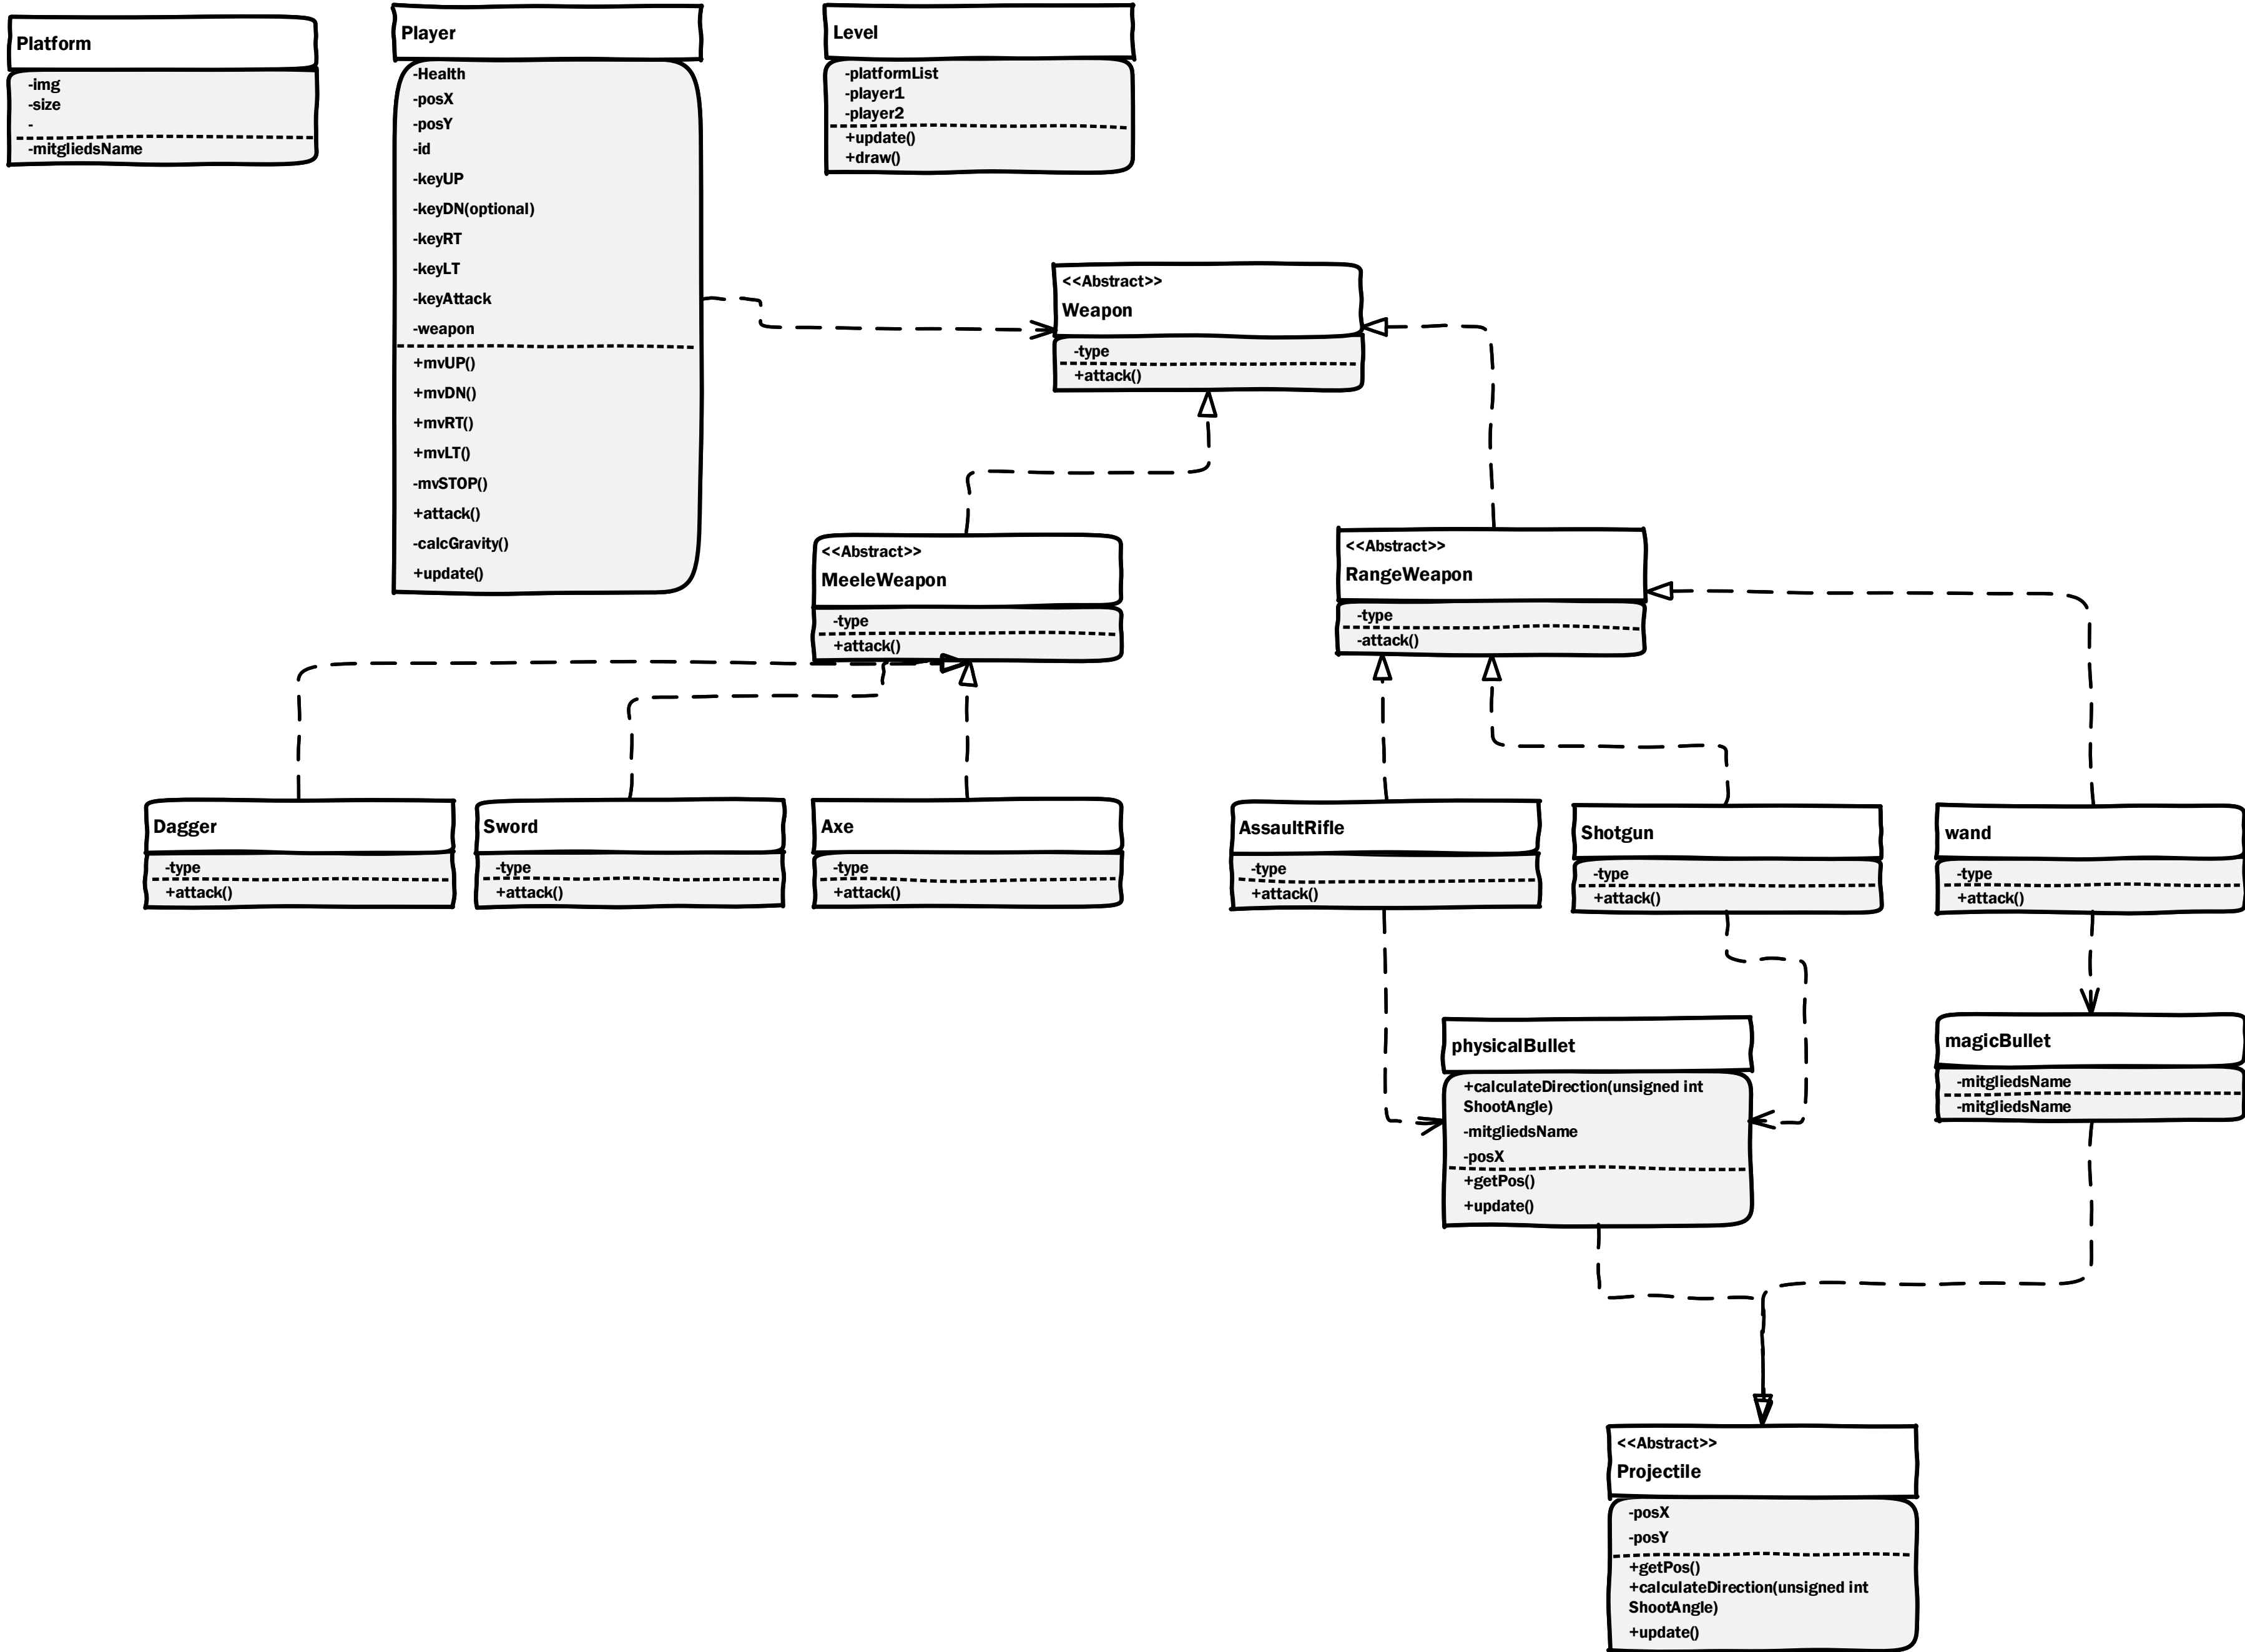 Platform
-img
-size
-
-mitgliedsName
Player
-Health
-posX
-posY
-id
-keyUP
-keyDN(optional)
-keyRT
-keyLT
-keyAttack
-weapon
+mvUP()
+mvDN()
+mvRT()
+mvLT()
-mvSTOP()
+attack()
-calcGravity()
+update()
Level
-platformList
-player1
-player2
+update()
+draw()
<<Abstract>>
Weapon
-type
+attack()
<<Abstract>>
MeeleWeapon
-type
+attack()
<<Abstract>>
RangeWeapon
-type
-attack()
Dagger
-type
+attack()
Sword
-type
+attack()
Axe
-type
+attack()
AssaultRifle
-type
+attack()
Shotgun
-type
+attack()
wand
-type
+attack()
physicalBullet
+calculateDirection(unsigned int
ShootAngle)
-mitgliedsName
-posX
+getPos()
+update()
magicBullet
-mitgliedsName
-mitgliedsName
<<Abstract>>
Projectile
-posX
-posY
+getPos()
+calculateDirection(unsigned int
ShootAngle)
+update()